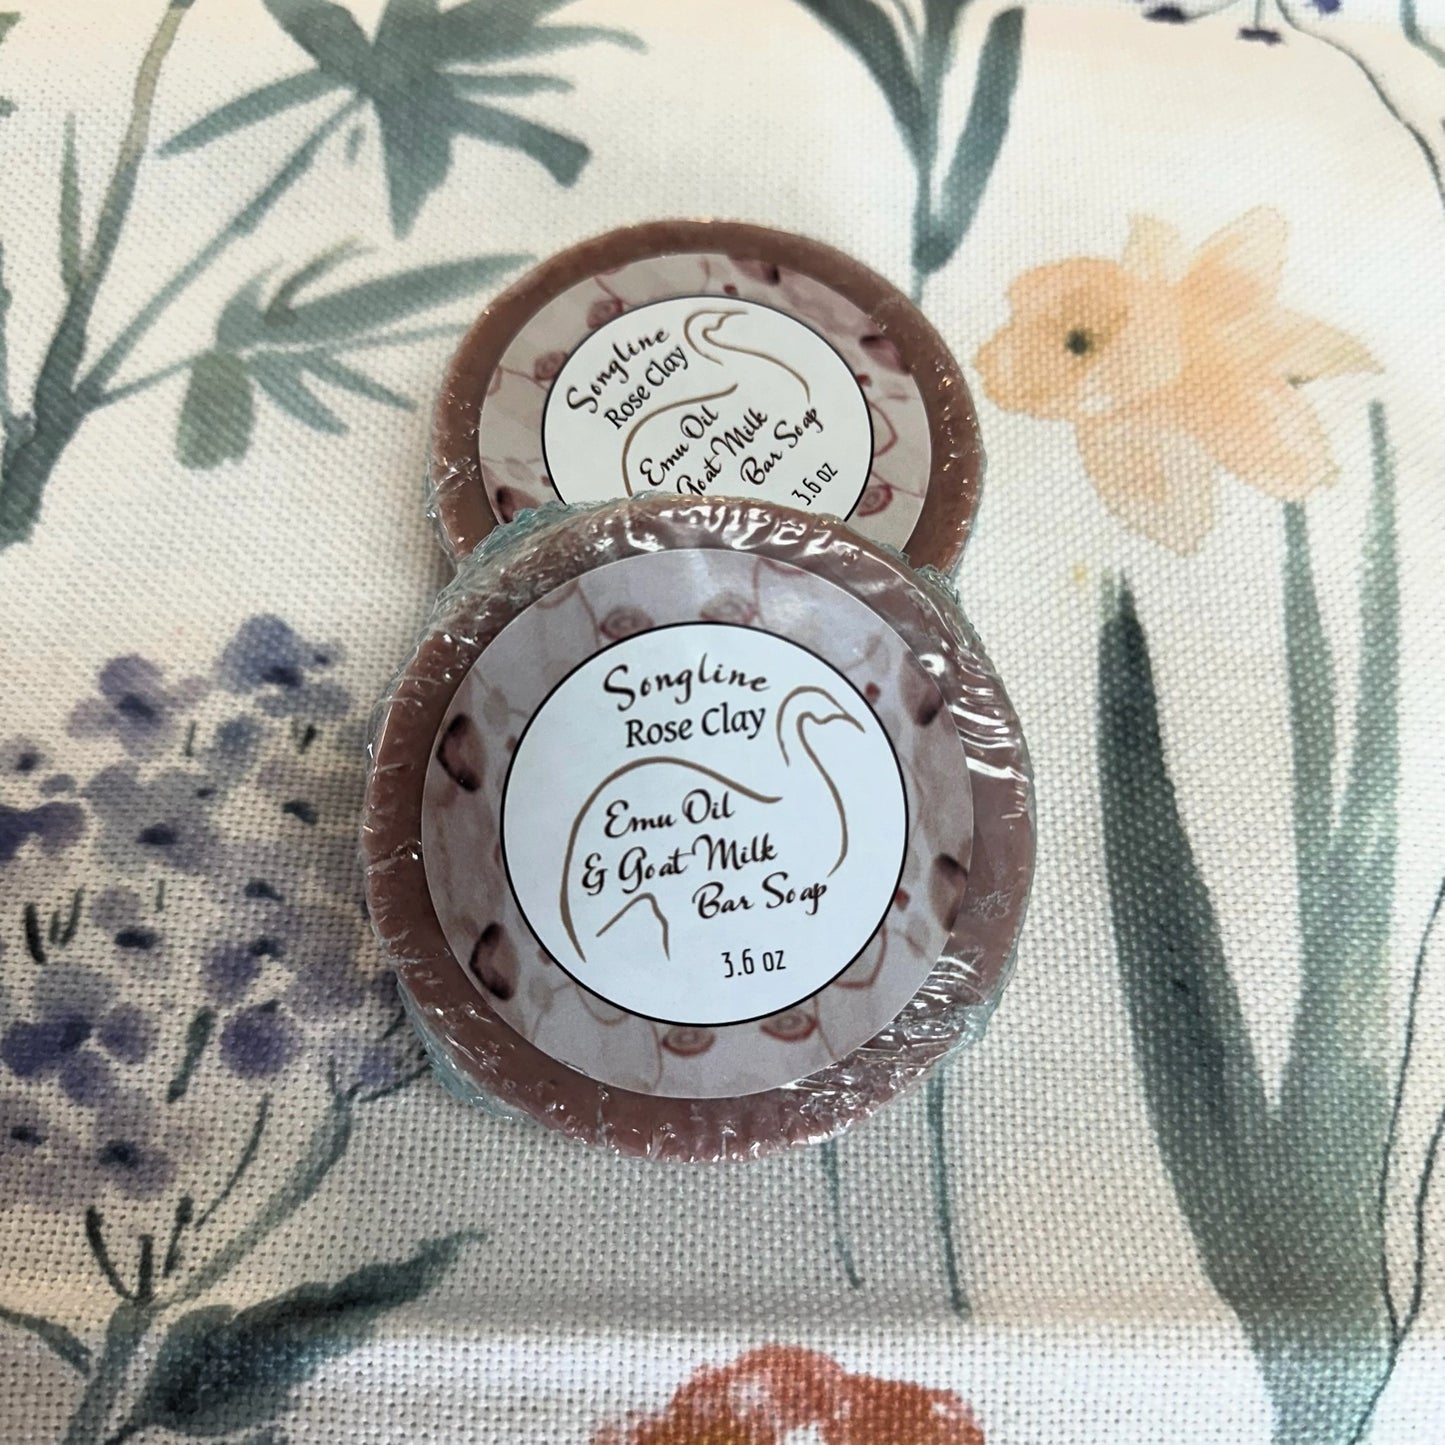 Songline
Rose Clay
Emu Oil
Goat Milk
Bar Soap
3.6 oz
Songline
Rose Clay
Emu Oil
& Goat Milk
Bar Soap
3.6 oz